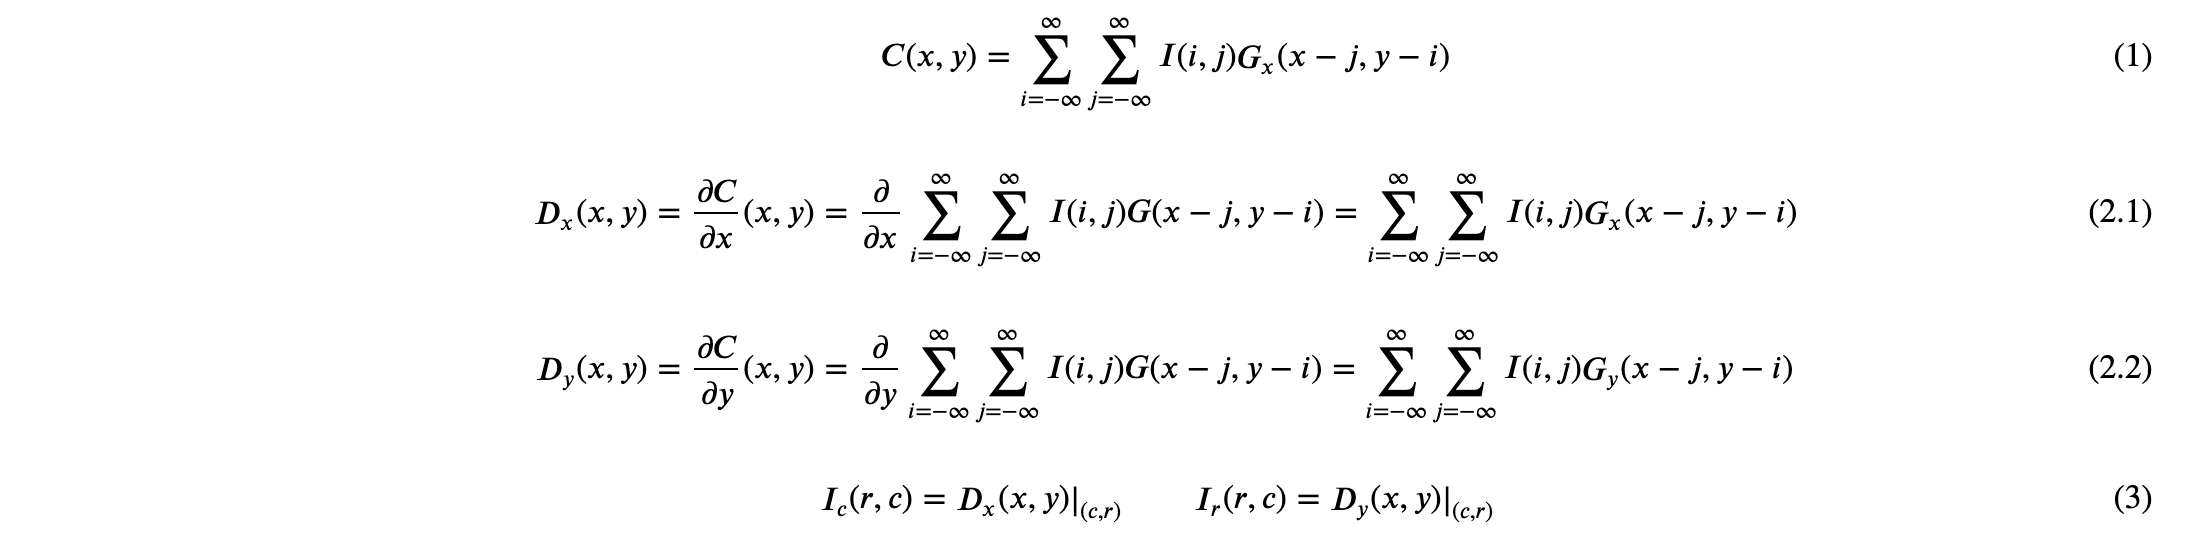 C(x, y) = ∑_{i=−∞}^{∞} ∑_{j=−∞}^{∞} I(i, j)G_x(x − j, y − i) (1)
D_x(x, y) = ∂C/∂x (x, y) = ∂/∂x ∑_{i=−∞}^{∞} ∑_{j=−∞}^{∞} I(i, j)G(x − j, y − i) = ∑_{i=−∞}^{∞} ∑_{j=−∞}^{∞} I(i, j)G_x(x − j, y − i) (2.1)
D_y(x, y) = ∂C/∂y (x, y) = ∂/∂y ∑_{i=−∞}^{∞} ∑_{j=−∞}^{∞} I(i, j)G(x − j, y − i) = ∑_{i=−∞}^{∞} ∑_{j=−∞}^{∞} I(i, j)G_y(x − j, y − i) (2.2)
I_c(r, c) = D_x(x, y)|_{(c,r)} I_r(r, c) = D_y(x, y)|_{(c,r)} (3)